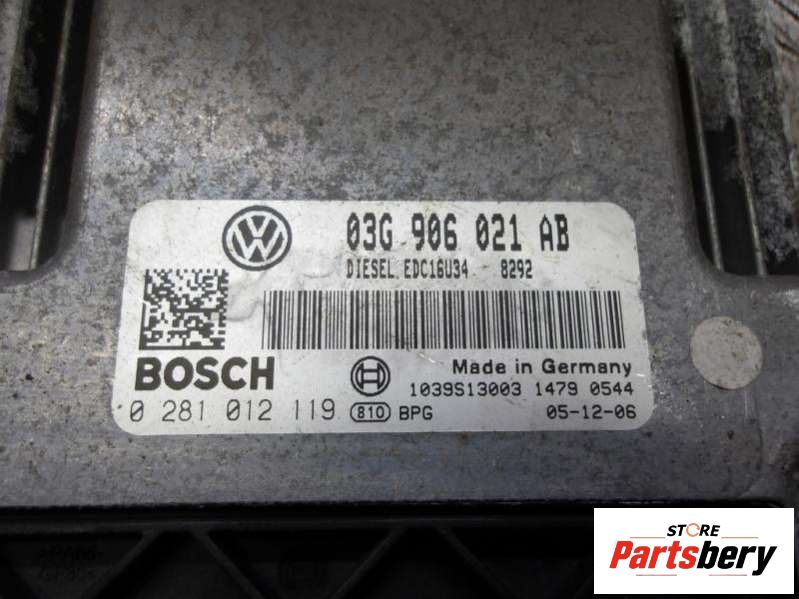 03G 906 021 AB
DIESEL EDC16U34 8292
BOSCH
Made in Germany
1039S13003 1479 0544
0 281 012 119 810 BPG 05-12-06
STORE
Partsbery